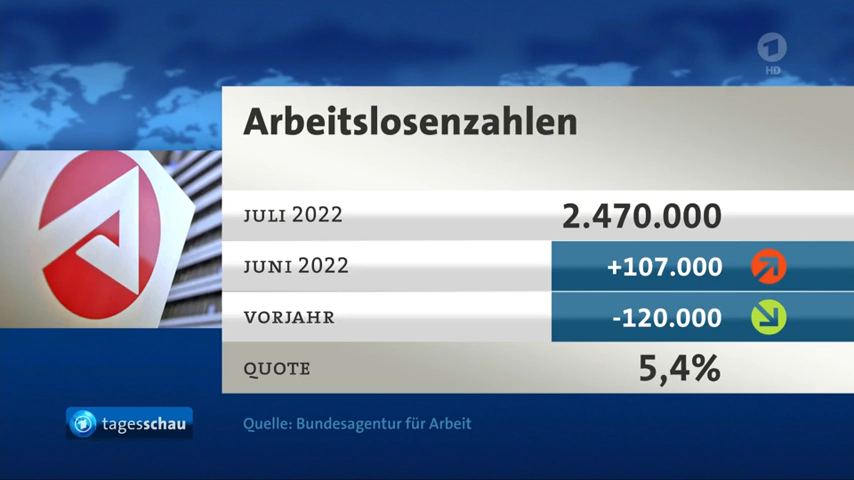 1
HD
Arbeitslosenzahlen
JULI 2022 2.470.000
JUNI 2022 +107.000
VORJAHR -120.000
QUOTE 5,4%
tagesschau
Quelle: Bundesagentur für Arbeit